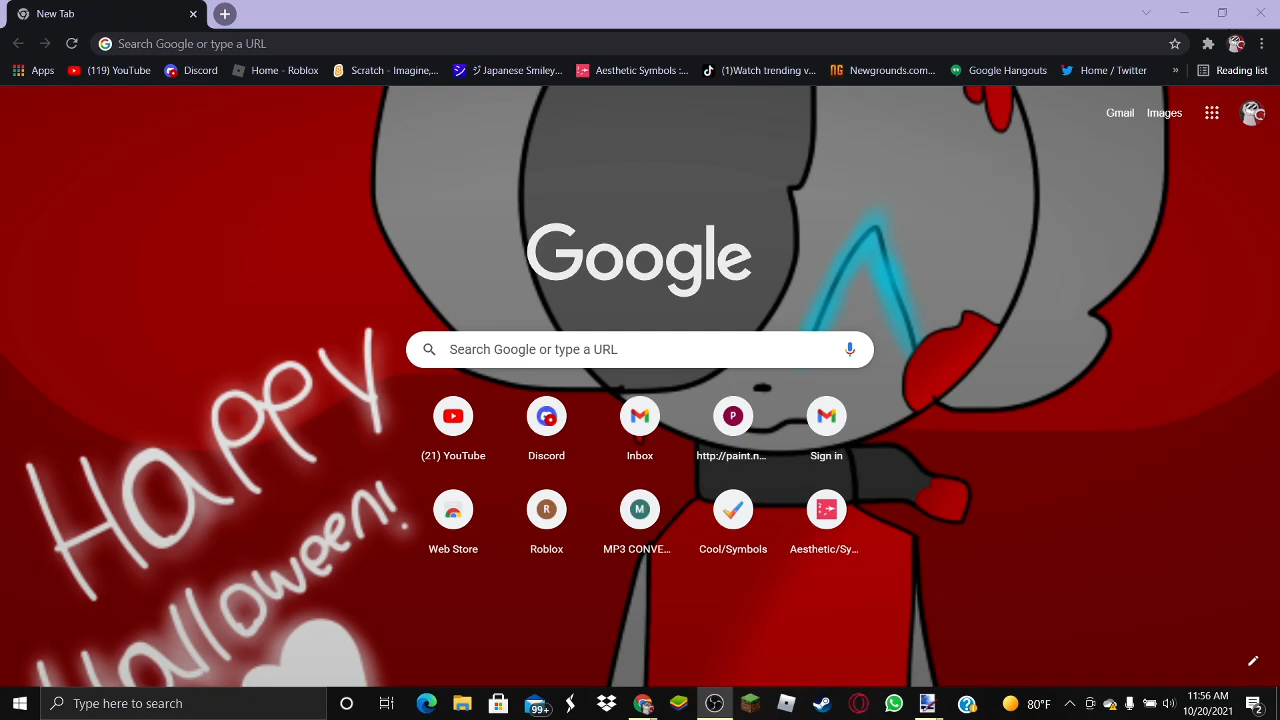 New Tab
Search Google or type a URL
Apps
(119) YouTube
Discord
Home - Roblox
Scratch - Imagine,...
ジ Japanese Smiley...
Aesthetic Symbols :...
(1)Watch trending v...
NG Newgrounds.com...
Google Hangouts
Home / Twitter
»
Reading list
Gmail
Images
Google
Search Google or type a URL
(21) YouTube
Discord
Inbox
P
http://paint.n...
Sign in
Web Store
R
Roblox
M
MP3 CONVE...
Cool/Symbols
Aesthetic/Sy...
Happy
Halloween!
Type here to search
99+
80°F
11:56 AM
10/20/2021
2